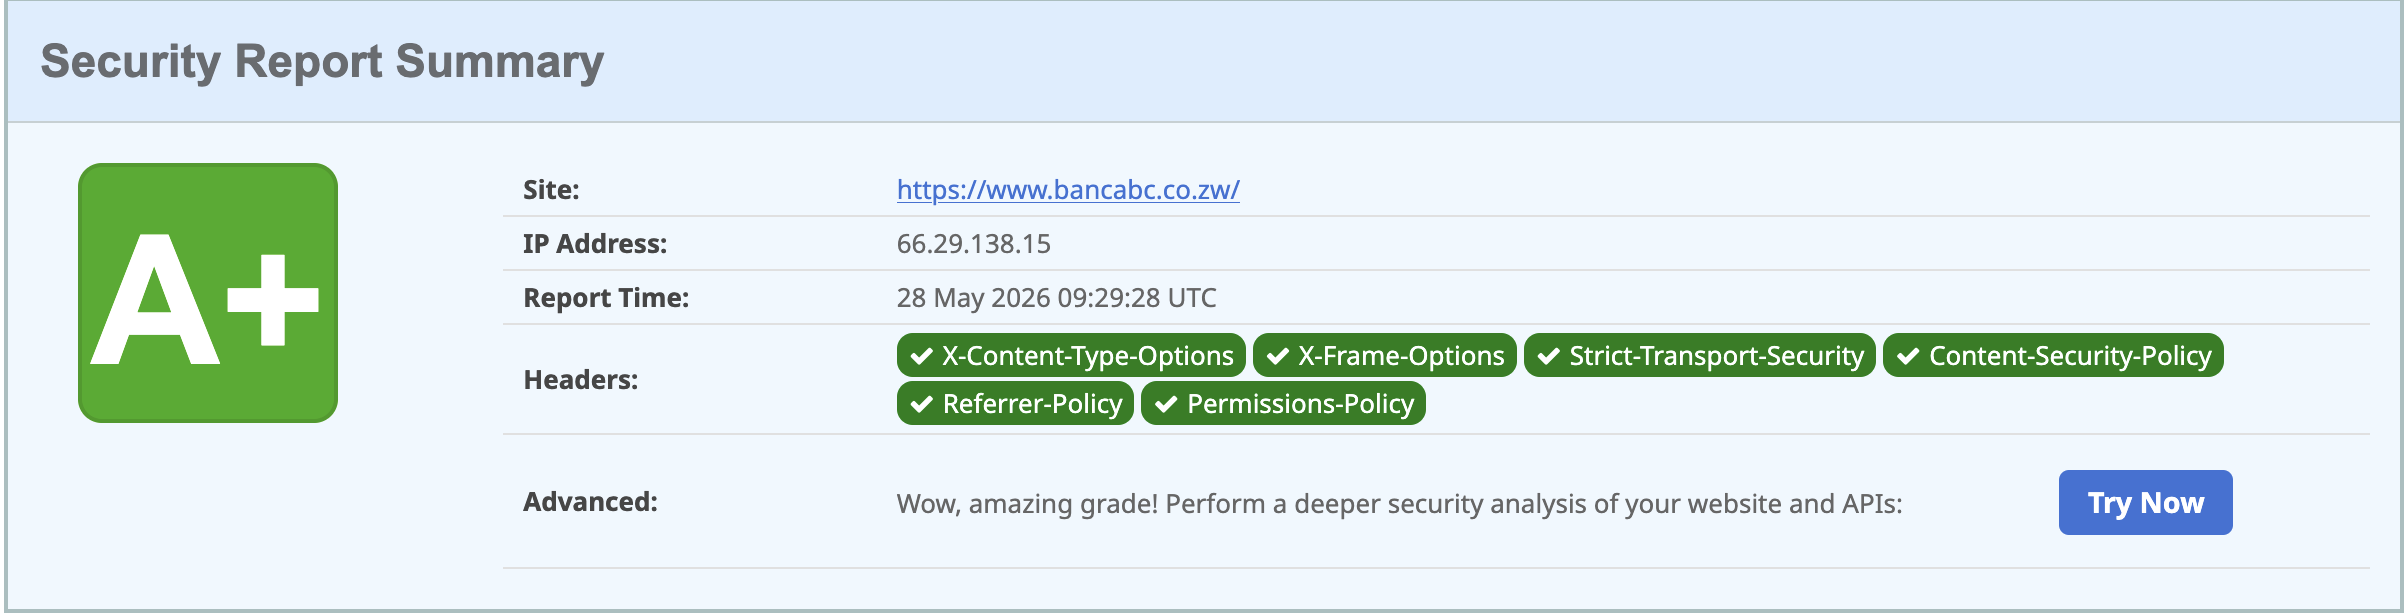 Security Report Summary
A+
Site: https://www.bancabc.co.zw/
IP Address: 66.29.138.15
Report Time: 28 May 2026 09:29:28 UTC
Headers: X-Content-Type-Options X-Frame-Options Strict-Transport-Security Content-Security-Policy
Referrer-Policy Permissions-Policy
Advanced: Wow, amazing grade! Perform a deeper security analysis of your website and APIs: Try Now